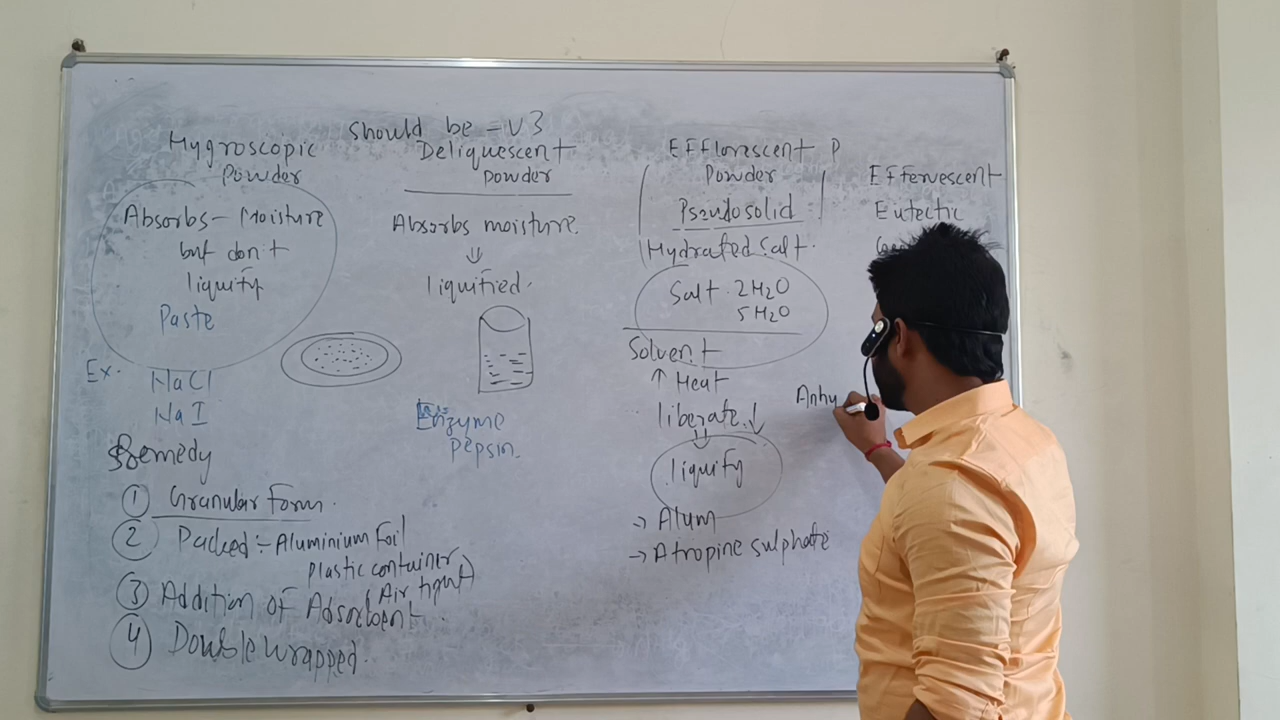 should be - V3
Hygroscopic
Powder
Absorbs - Moisture
but don't
liquify
Paste
Ex.
NaCl
NaI
Remedy
① Granular Form.
② Packed :- Aluminium Foil
Plastic container
(Air tight)
③ Addition of Adsorbent.
④ Double wrapped.
Deliquescent
Powder
Absorbs moisture.
⇓
liquified.
Enzyme
Pepsin.
Efflorescent P
Powder
Pseudosolid
Hydrated salt.
Salt. 2H2O
5H2O
Solvent
↑ Heat
liberate. ↓
⇓
liquify
→ Alum
→ Atropine sulphate
Anhy
Effervescent
Eutectic